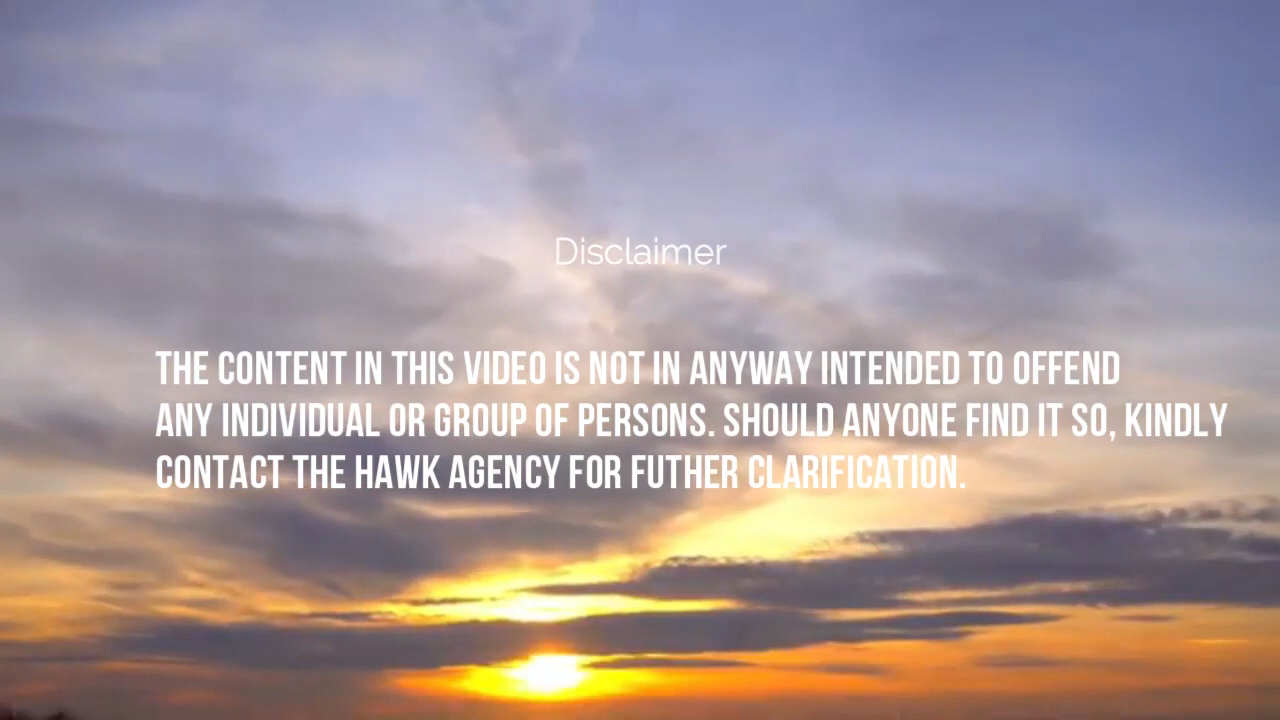 Disclaimer
THE CONTENT IN THIS VIDEO IS NOT IN ANYWAY INTENDED TO OFFEND
ANY INDIVIDUAL OR GROUP OF PERSONS. SHOULD ANYONE FIND IT SO, KINDLY
CONTACT THE HAWK AGENCY FOR FUTHER CLARIFICATION.